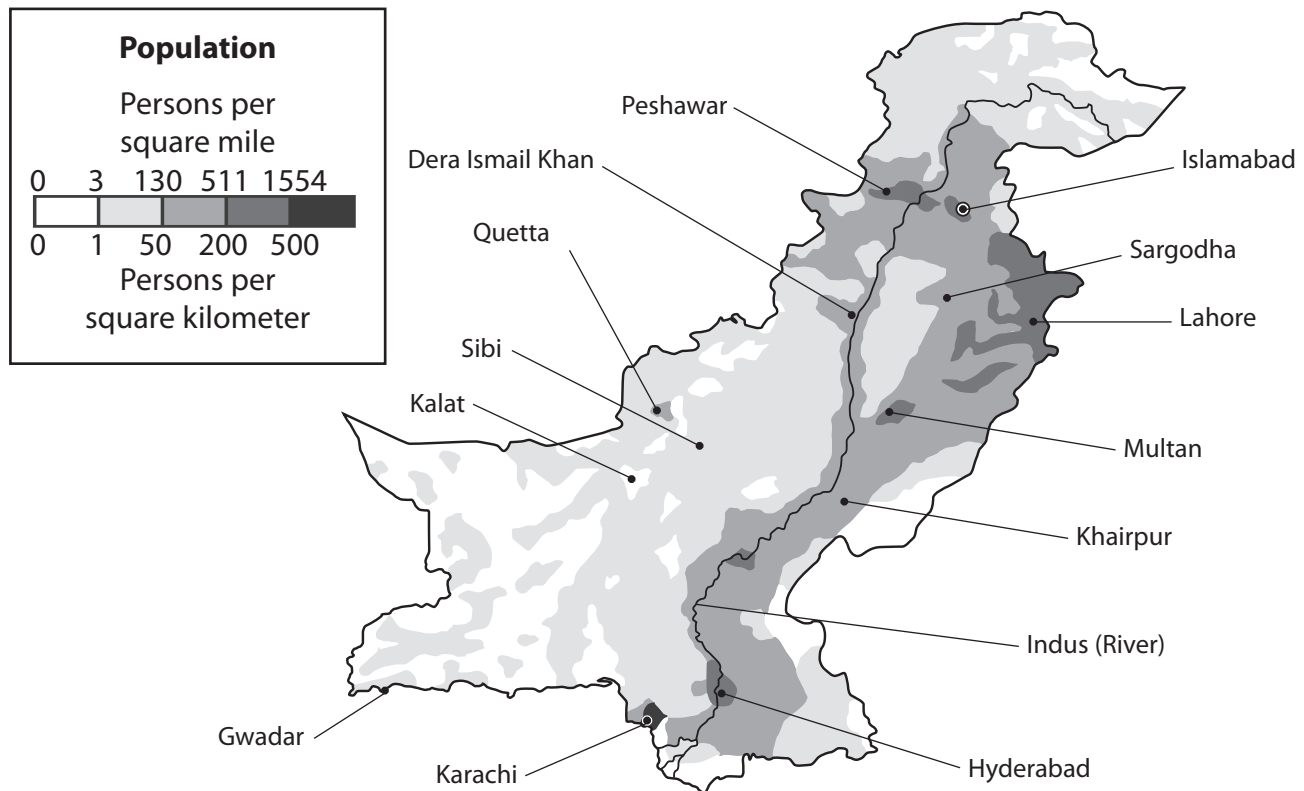 Population
Persons per
square mile
0 3 130 511 1554
0 1 50 200 500
Persons per
square kilometer
Peshawar
Dera Ismail Khan
Islamabad
Quetta
Sargodha
Lahore
Sibi
Kalat
Multan
Khairpur
Indus (River)
Gwadar
Karachi
Hyderabad